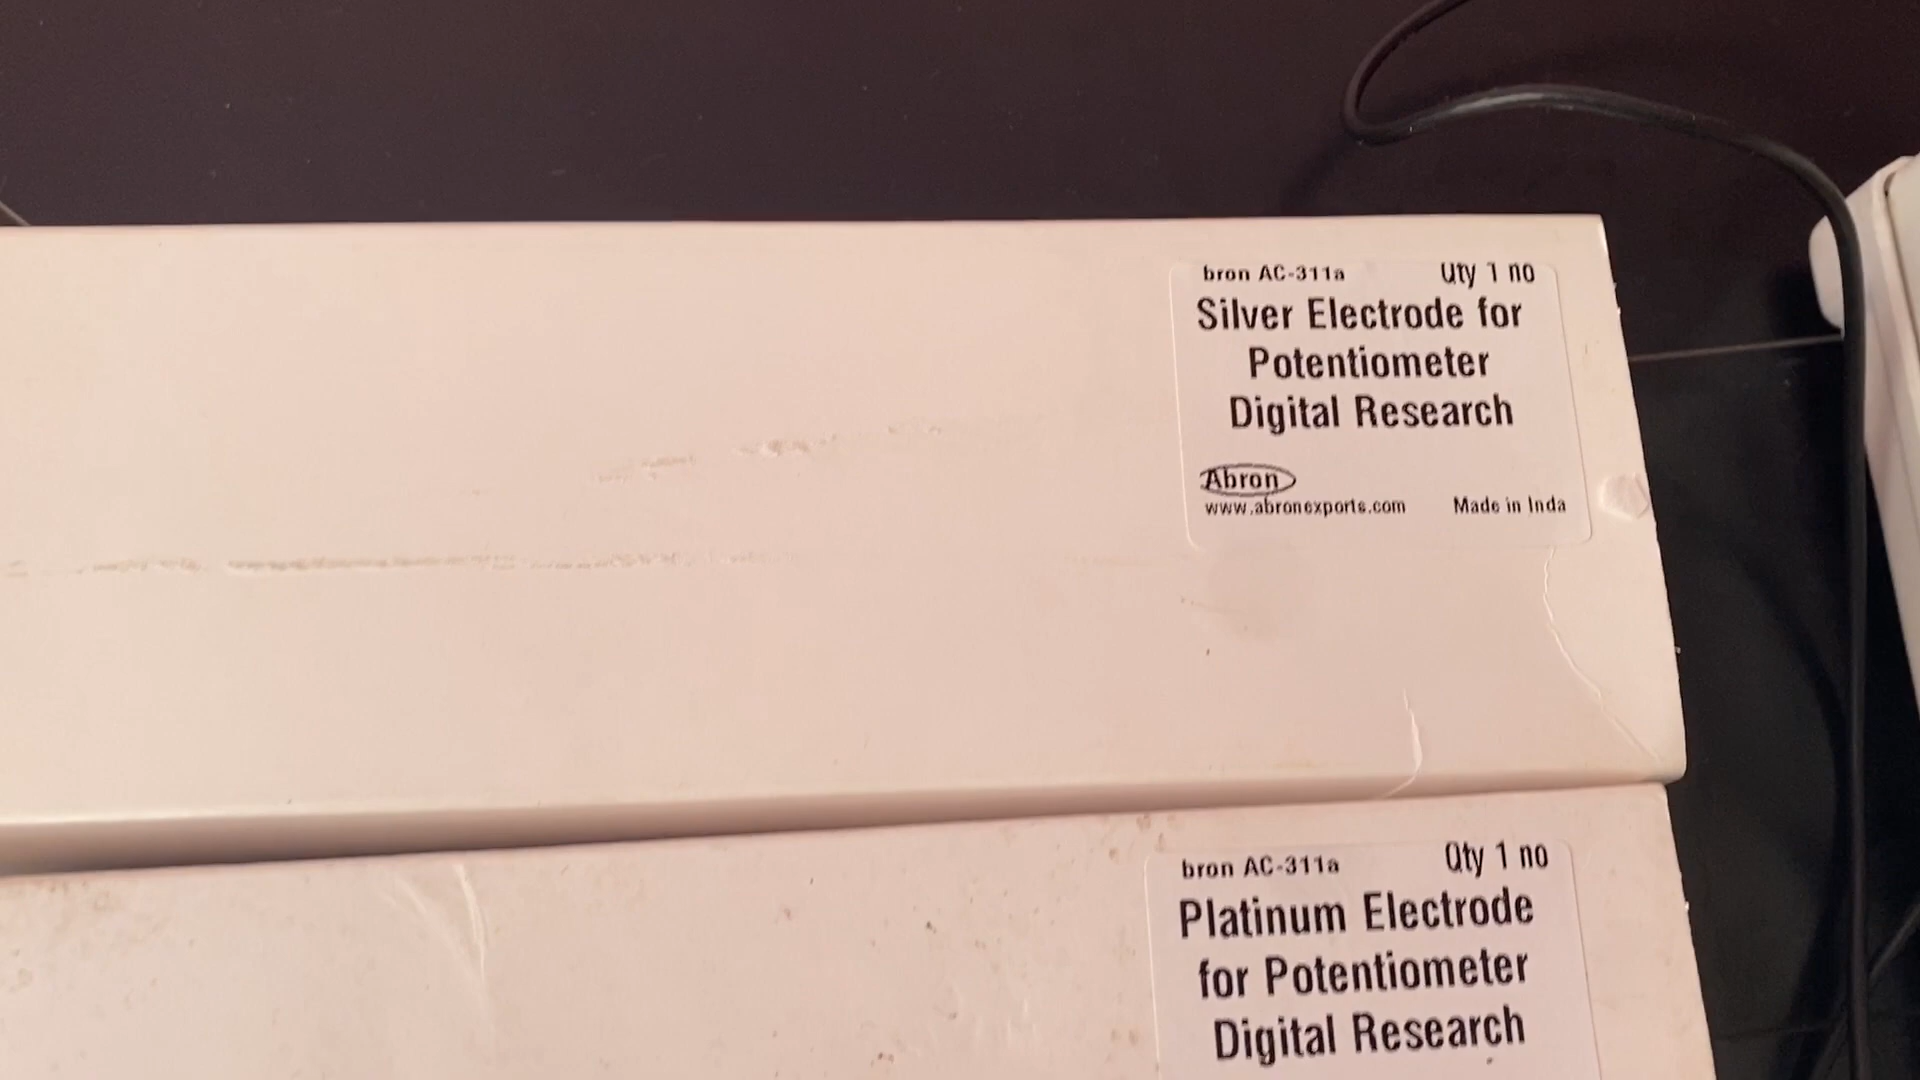 bron AC-311a Qty 1 no
Silver Electrode for
Potentiometer
Digital Research
Abron
www.abronexports.com Made in Inda
bron AC-311a Qty 1 no
Platinum Electrode
for Potentiometer
Digital Research